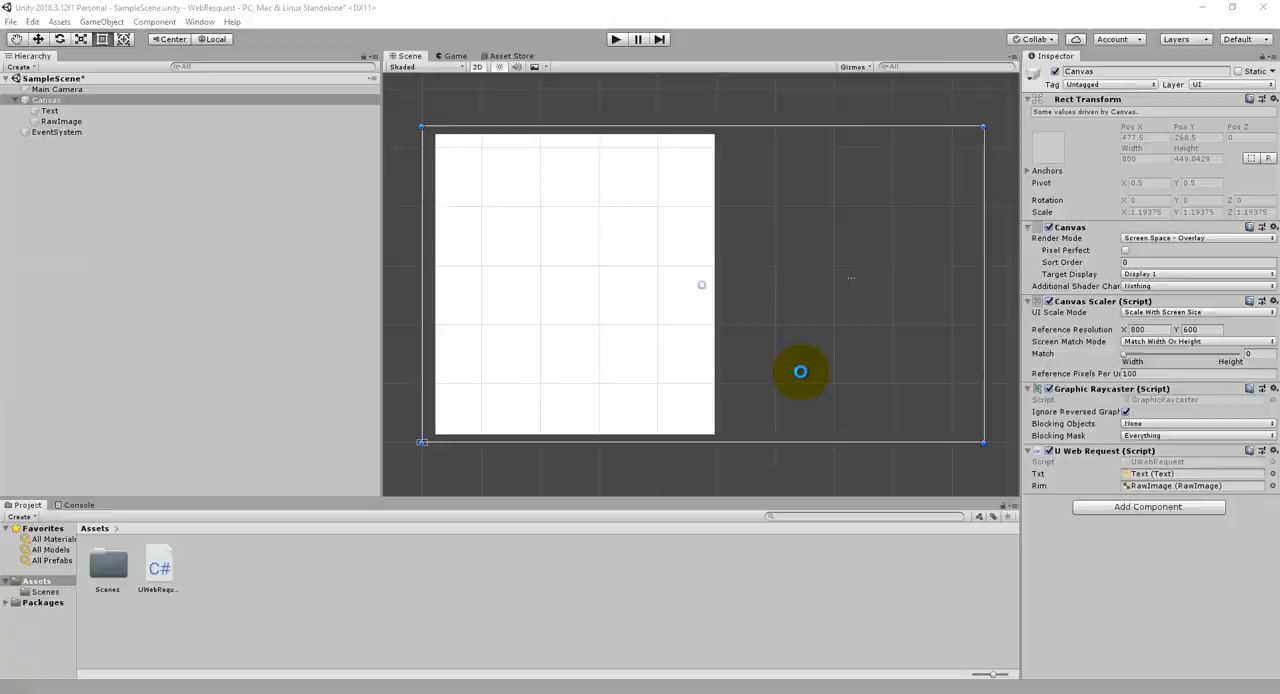 Unity 2018.3.12f1 Personal - SampleScene.unity - WebResquest - PC, Mac & Linux Standalone* <DX11>
File Edit Assets GameObject Component Window Help
Center Local Collab Account Layers Default
Hierarchy
Create All
SampleScene*
Main Camera
Canvas
Text
RawImage
EventSystem
Scene Game Asset Store
Shaded 2D Gizmos All
...
Inspector
Canvas Static
Tag Untagged Layer UI
Rect Transform
Some values driven by Canvas.
Pos X Pos Y Pos Z
477.5 268.5 0
Width Height
800 449.8429
R
Anchors
Pivot X 0.5 Y 0.5
Rotation X 0 Y 0 Z 0
Scale X 1.19375 Y 1.19375 Z 1.19375
Canvas
Render Mode Screen Space - Overlay
Pixel Perfect
Sort Order 0
Target Display Display 1
Additional Shader Char Nothing
Canvas Scaler (Script)
UI Scale Mode Scale With Screen Size
Reference Resolution X 800 Y 600
Screen Match Mode Match Width Or Height
Match 0
Width Height
Reference Pixels Per U 100
Graphic Raycaster (Script)
Script GraphicRaycaster
Ignore Reversed Graph
Blocking Objects None
Blocking Mask Everything
U Web Request (Script)
Script UWebRequest
Txt Text (Text)
Rim RawImage (RawImage)
Add Component
Project Console
Create
Favorites
All Materials
All Models
All Prefabs
Assets
Scenes
Packages
Assets
C#
Scenes UWebRequ...